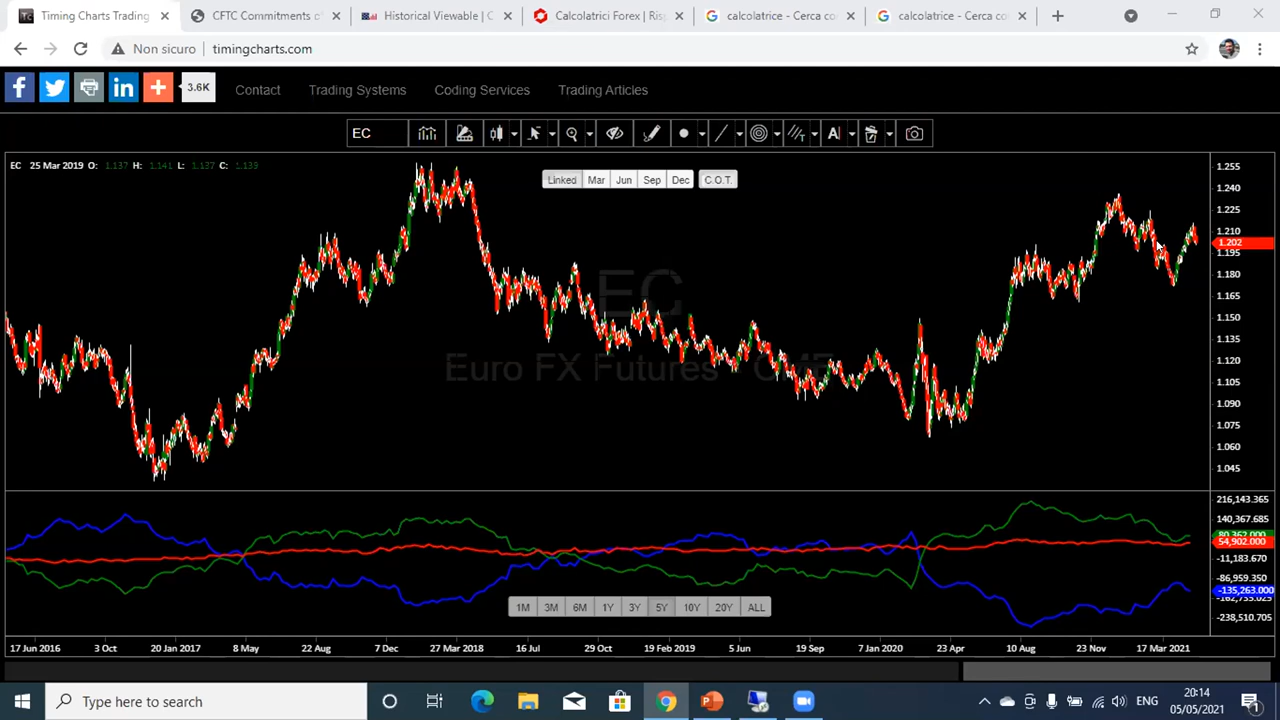 Timing Charts Trading
CFTC Commitments of
Historical Viewable | C
Calcolatrici Forex | Risp
calcolatrice - Cerca co
calcolatrice - Cerca co
Non sicuro
timingcharts.com
3.6K
Contact
Trading Systems
Coding Services
Trading Articles
EC
EC 25 Mar 2019 O: 1.137 H: 1.141 L: 1.137 C: 1.139
Linked Mar Jun Sep Dec C.O.T.
EC
Euro FX Futures - CME
1.255
1.240
1.225
1.210
1.202
1.195
1.180
1.165
1.150
1.135
1.120
1.105
1.090
1.075
1.060
1.045
216,143.365
140,367.685
80,362.000
54,902.000
-11,183.670
-86,959.350
-135,263.000
-238,510.705
1M 3M 6M 1Y 3Y 5Y 10Y 20Y ALL
17 Jun 2016 3 Oct 20 Jan 2017 8 May 22 Aug 7 Dec 27 Mar 2018 16 Jul 29 Oct 19 Feb 2019 5 Jun 19 Sep 7 Jan 2020 23 Apr 10 Aug 23 Nov 17 Mar 2021
Type here to search
ENG
20:14
05/05/2021